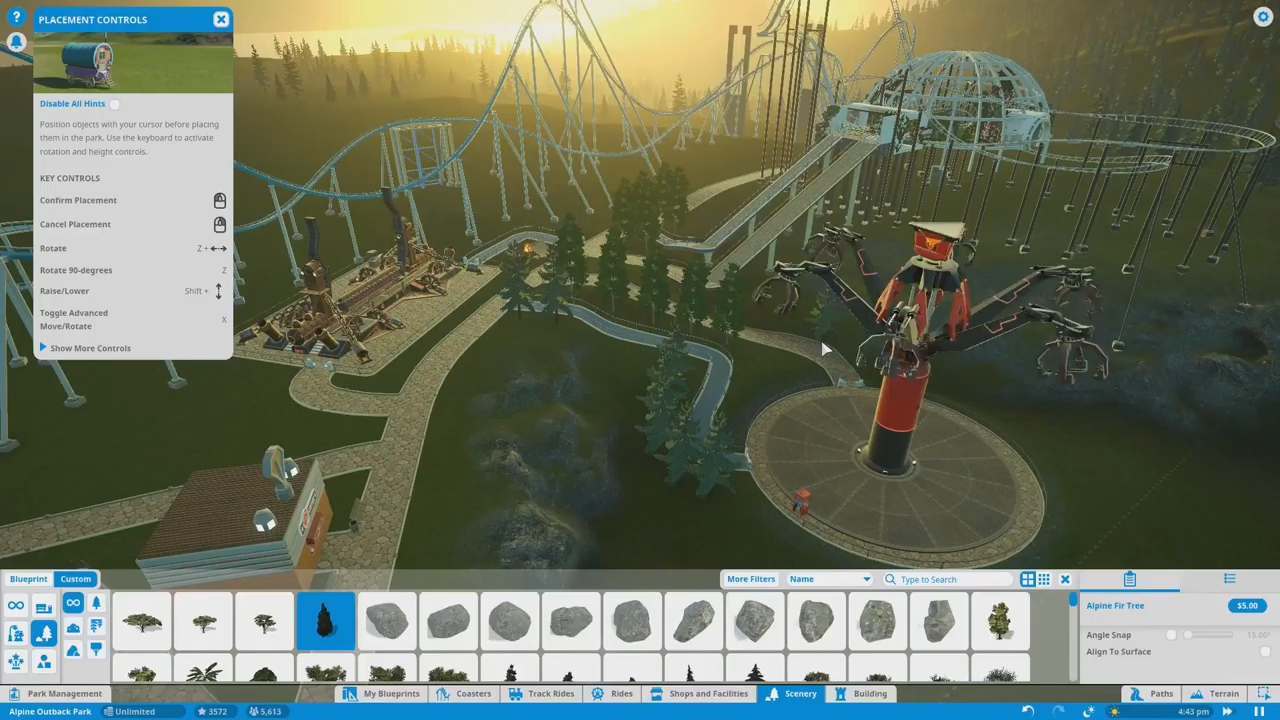 PLACEMENT CONTROLS
Disable All Hints
Position objects with your cursor before placing
them in the park. Use the keyboard to activate
rotation and height controls.
KEY CONTROLS
Confirm Placement
Cancel Placement
Rotate Z +
Rotate 90-degrees Z
Raise/Lower Shift +
Toggle Advanced
Move/Rotate X
Show More Controls
Blueprint Custom More Filters Name Type to Search
Alpine Fir Tree $5.00
Angle Snap 15.00°
Align To Surface
Park Management My Blueprints Coasters Track Rides Rides Shops and Facilities Scenery Building Paths Terrain
Alpine Outback Park Unlimited 3572 5,613 4:43 pm